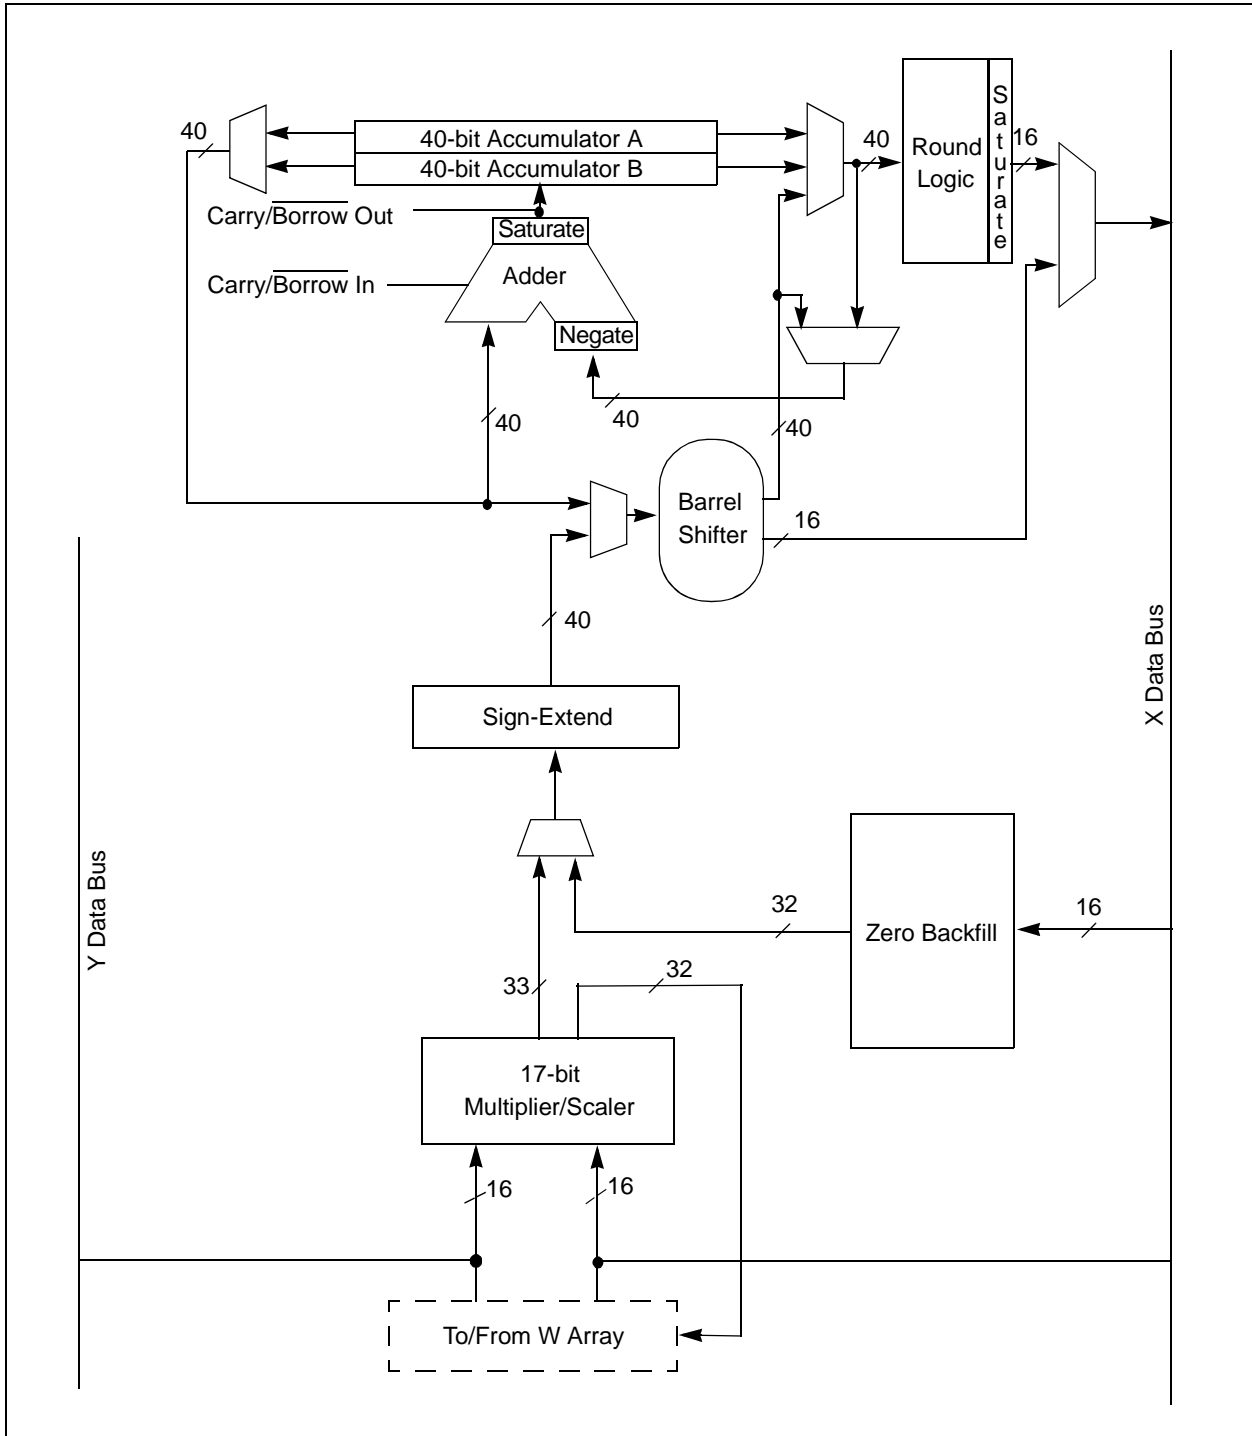 40
40-bit Accumulator A
40-bit Accumulator B
40
Round
Logic
Saturate
16
Carry/Borrow Out
Saturate
Carry/Borrow In
Adder
Negate
40
40
40
Barrel
Shifter
16
40
X Data Bus
Sign-Extend
Y Data Bus
32
Zero Backfill
16
33
32
17-bit
Multiplier/Scaler
16
16
To/From W Array